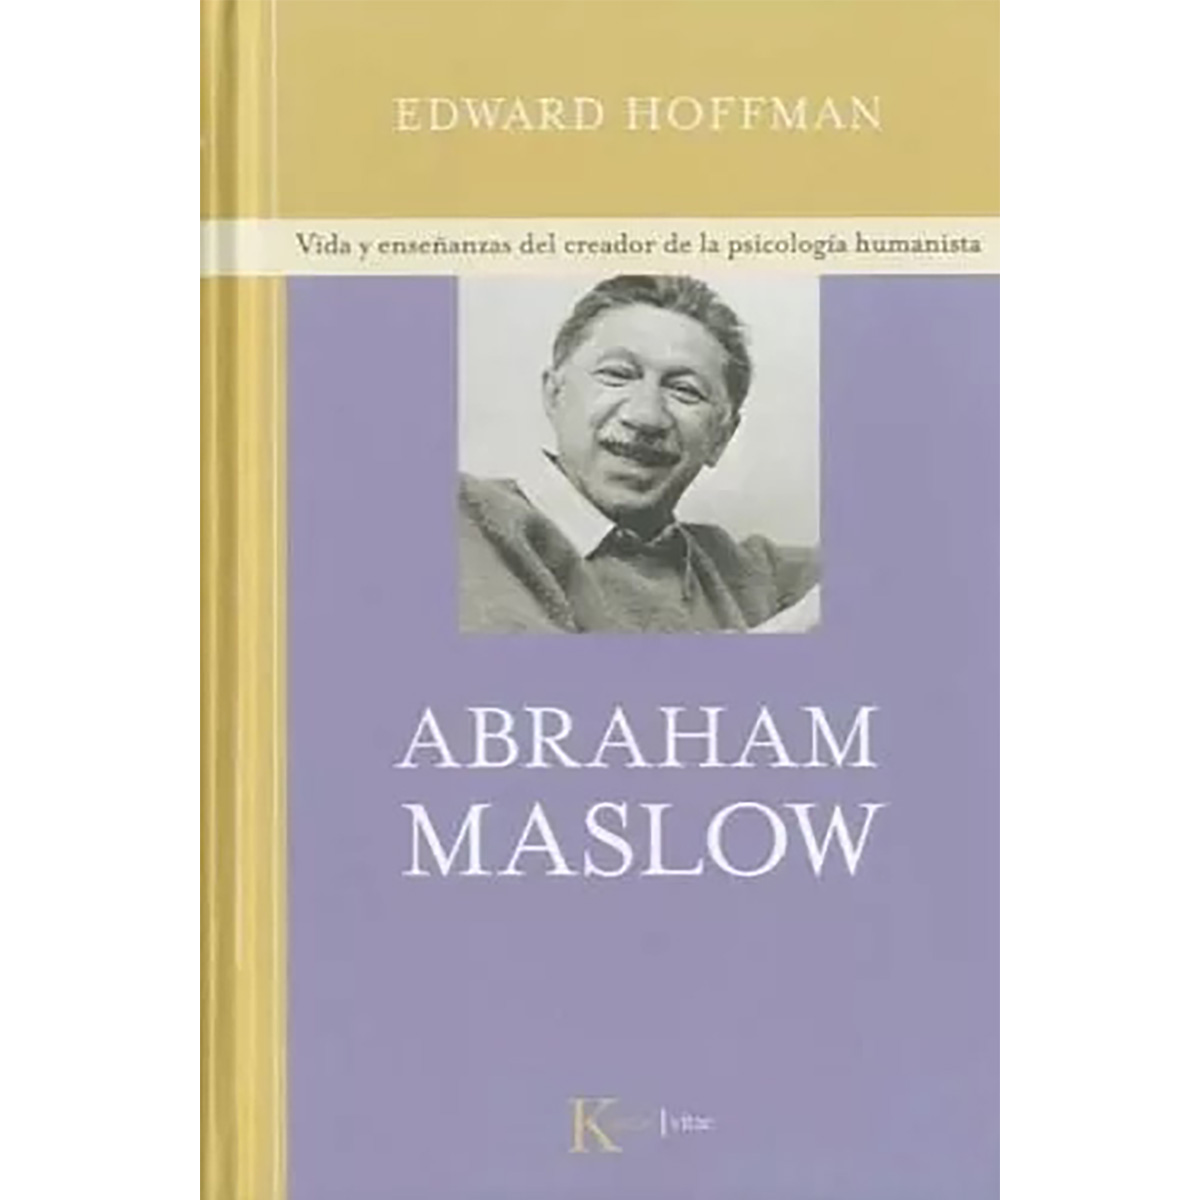 EDWARD HOFFMAN
Vida y enseñanzas del creador de la psicología humanista
ABRAHAM
MASLOW
K
vitae